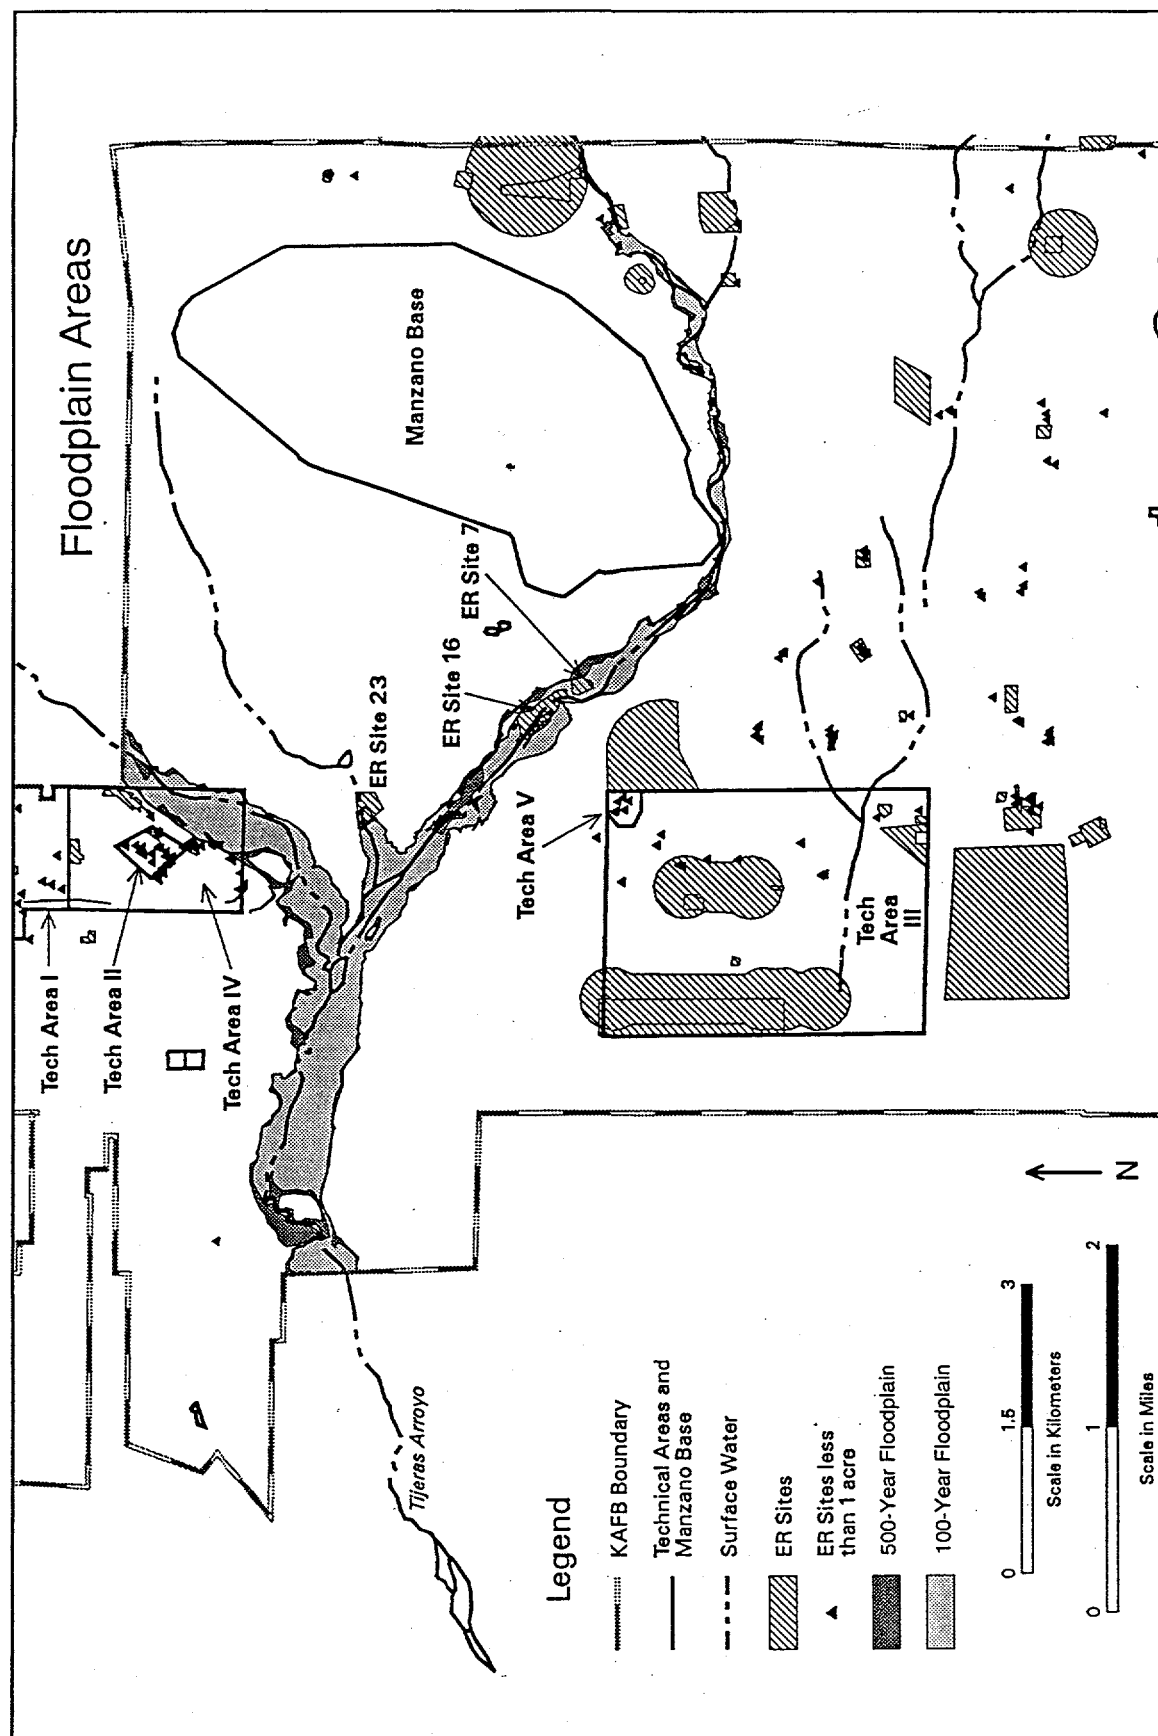 Floodplain Areas
Manzano Base
ER Site 7
ER Site 16
ER Site 23
Tech Area I
Tech Area II
Tech Area IV
Tech Area V
Tech
Area
III
Tijeras Arroyo
Legend
KAFB Boundary
Technical Areas and
Manzano Base
Surface Water
ER Sites
ER Sites less
than 1 acre
500-Year Floodplain
100-Year Floodplain
0 1.5 3
Scale in Kilometers
0 1 2
Scale in Miles
N